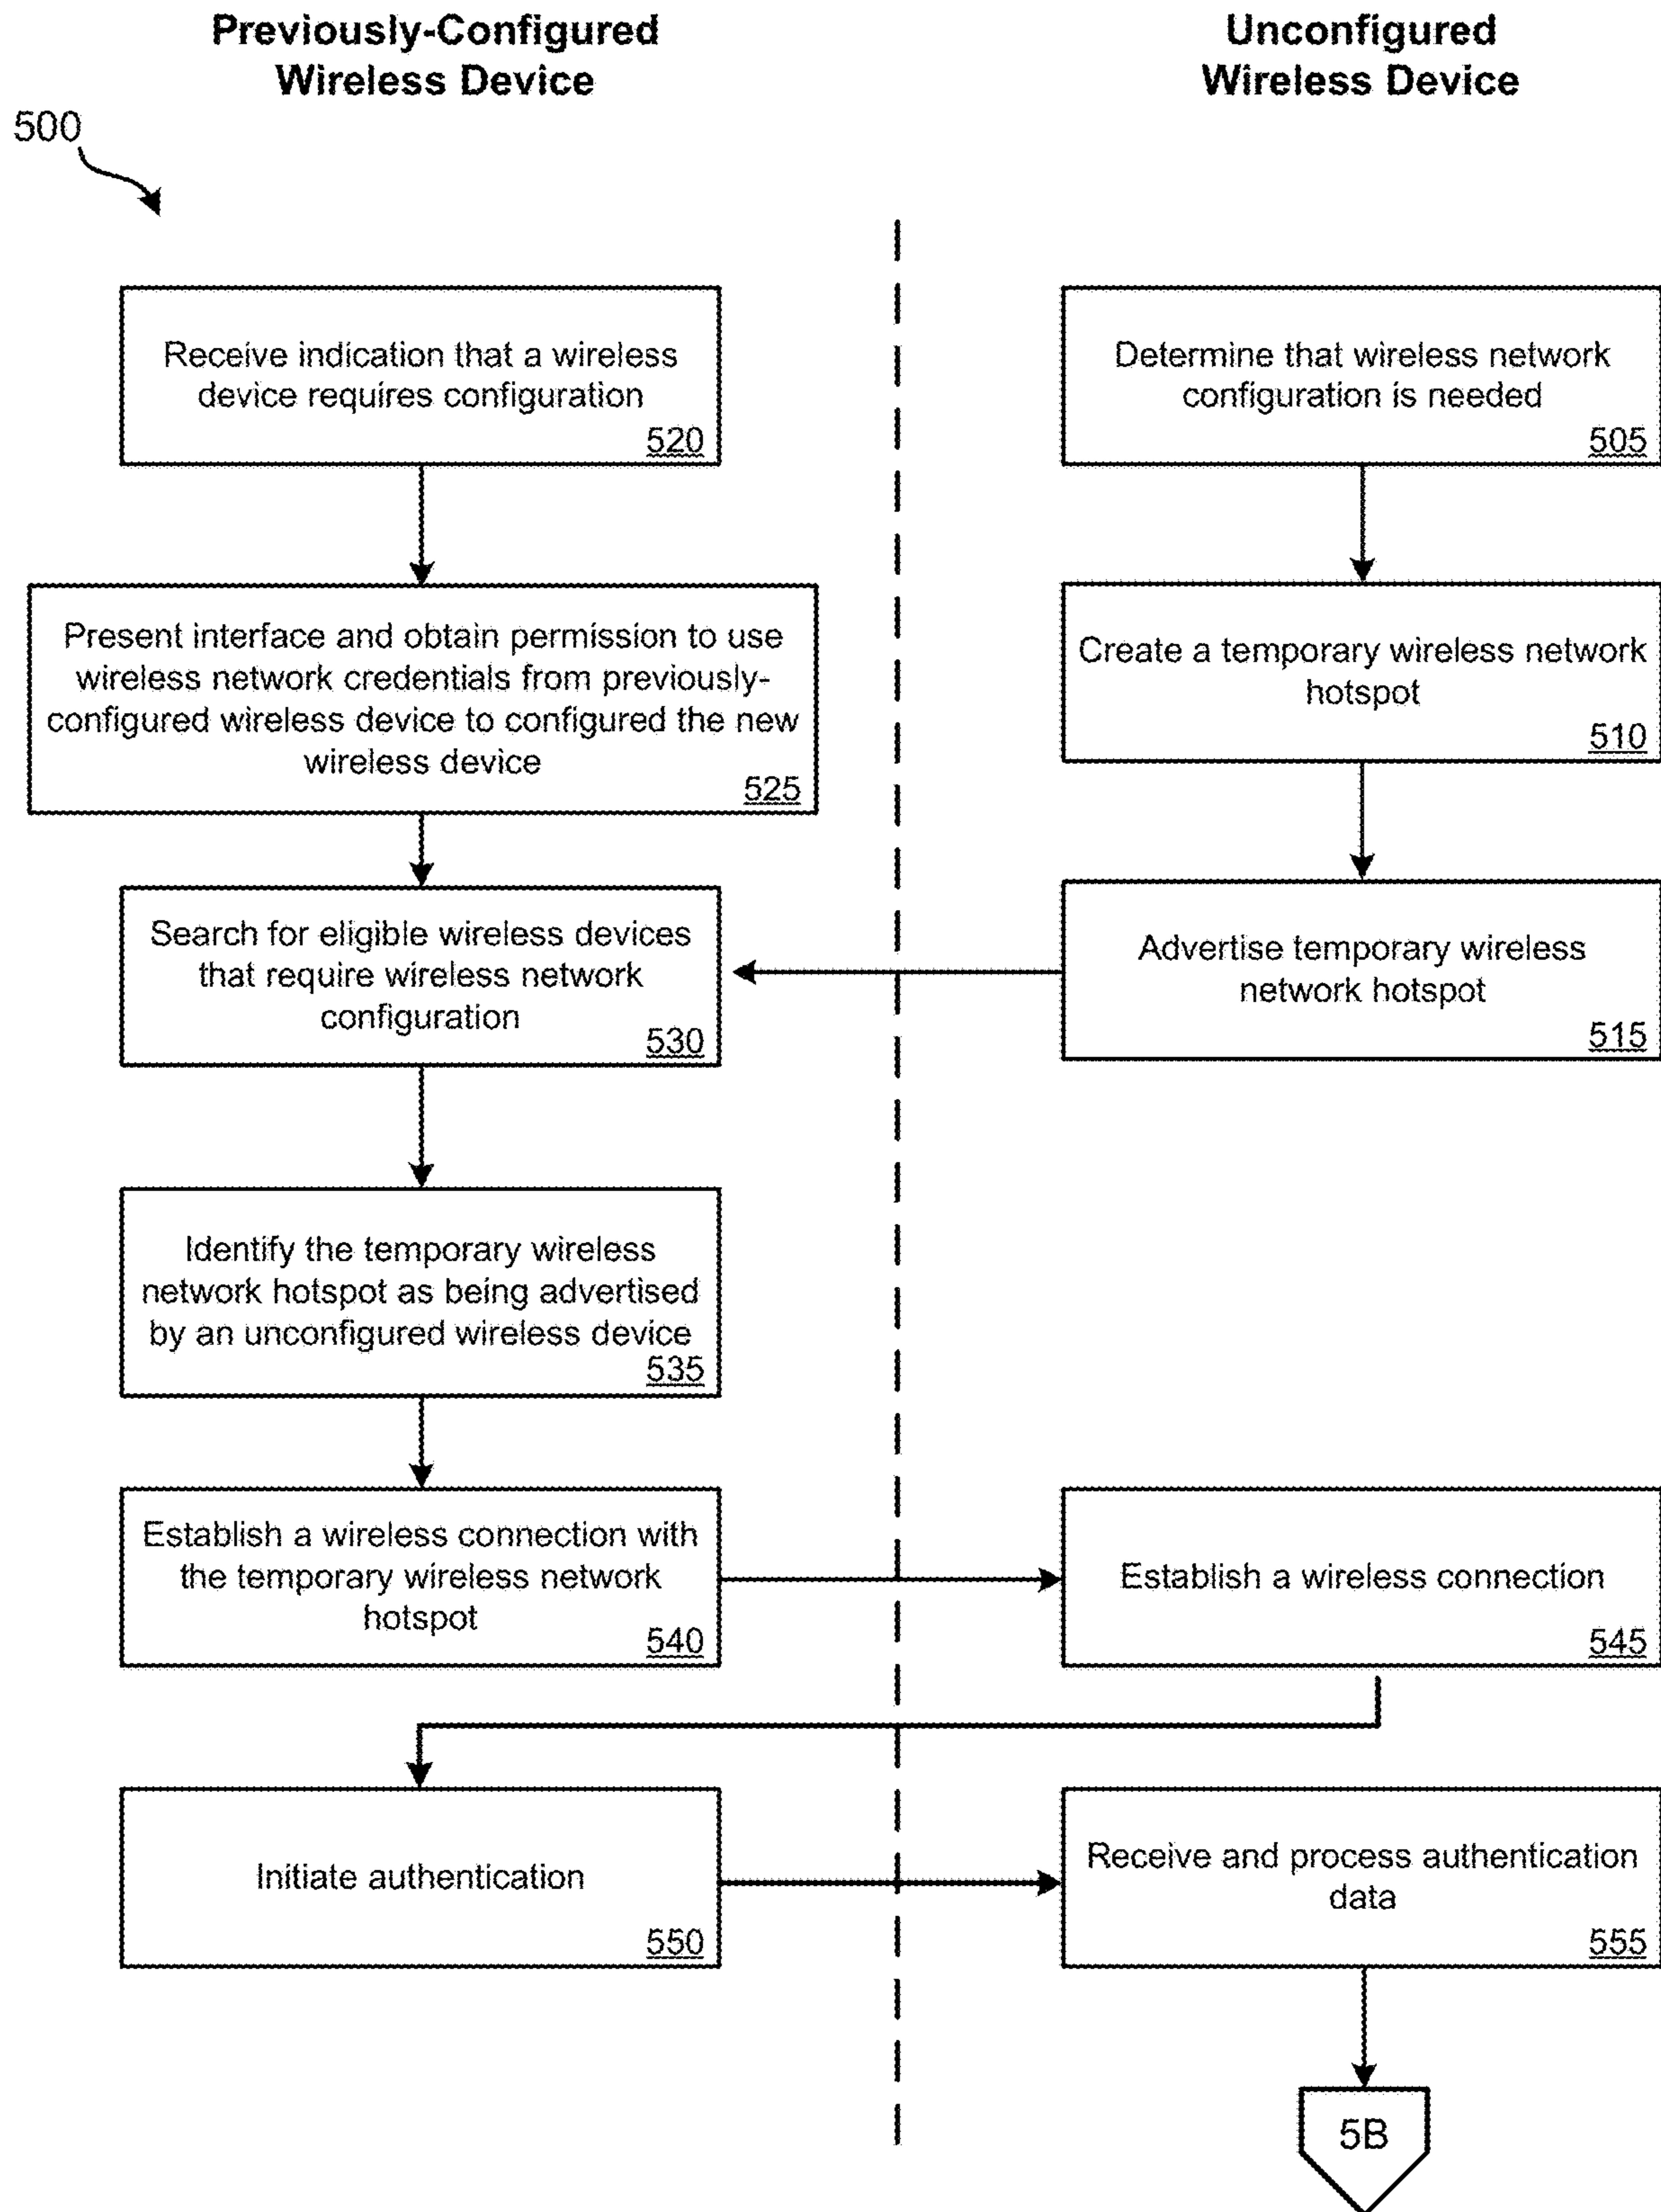 Previously-Configured
Wireless Device
Unconfigured
Wireless Device
500
Receive indication that a wireless
device requires configuration
520
Determine that wireless network
configuration is needed
505
Present interface and obtain permission to use
wireless network credentials from previously-
configured wireless device to configured the new
wireless device
525
Create a temporary wireless network
hotspot
510
Search for eligible wireless devices
that require wireless network
configuration
530
Advertise temporary wireless
network hotspot
515
Identify the temporary wireless
network hotspot as being advertised
by an unconfigured wireless device
535
Establish a wireless connection with
the temporary wireless network
hotspot
540
Establish a wireless connection
545
Initiate authentication
550
Receive and process authentication
data
555
5B